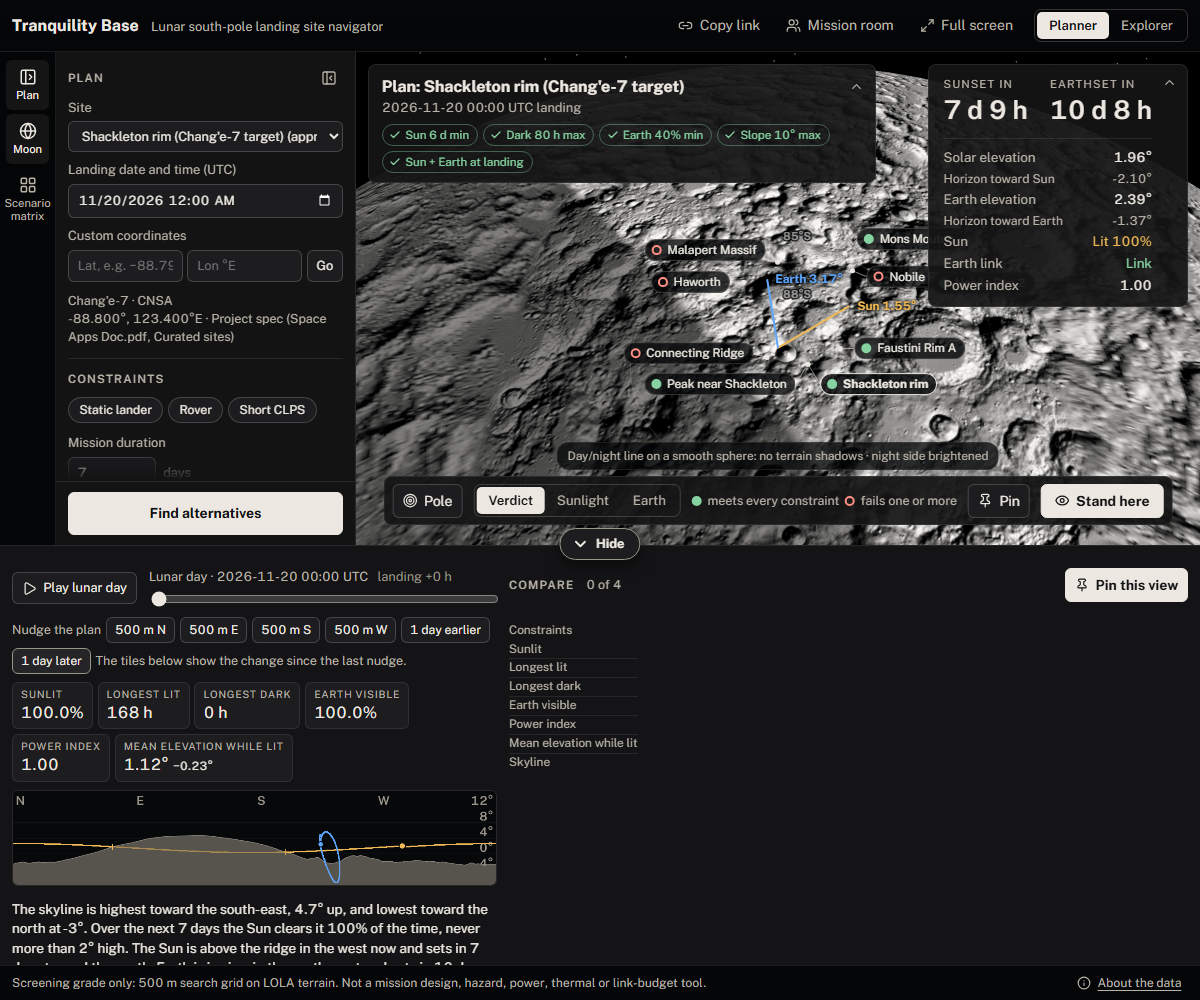 Tranquility Base Lunar south-pole landing site navigator
Copy link Mission room Full screen Planner Explorer
Plan
Moon
Scenario
matrix
PLAN
Site
Shackleton rim (Chang'e-7 target) (appr
Landing date and time (UTC)
11/20/2026 12:00 AM
Custom coordinates
Lat, e.g. −88.79 Lon °E Go
Chang'e-7 · CNSA
-88.800°, 123.400°E · Project spec (Space
Apps Doc.pdf, Curated sites)
CONSTRAINTS
Static lander Rover Short CLPS
Mission duration
7 days
Find alternatives
Plan: Shackleton rim (Chang'e-7 target)
2026-11-20 00:00 UTC landing
Sun 6 d min Dark 80 h max Earth 40% min Slope 10° max
Sun + Earth at landing
SUNSET IN EARTHSET IN
7 d 9 h 10 d 8 h
Solar elevation 1.96°
Horizon toward Sun -2.10°
Earth elevation 2.39°
Horizon toward Earth -1.37°
Sun Lit 100%
Earth link Link
Power index 1.00
85°S
Mons Mou
Malapert Massif
Nobile
Earth 3.17°
Haworth
88°S
Sun 1.55°
Connecting Ridge
Faustini Rim A
Peak near Shackleton
Shackleton rim
Day/night line on a smooth sphere: no terrain shadows · night side brightened
Pole Verdict Sunlight Earth meets every constraint fails one or more Pin Stand here
Hide
Play lunar day Lunar day · 2026-11-20 00:00 UTC landing +0 h
Nudge the plan 500 m N 500 m E 500 m S 500 m W 1 day earlier
1 day later The tiles below show the change since the last nudge.
SUNLIT LONGEST LIT LONGEST DARK EARTH VISIBLE
100.0% 168 h 0 h 100.0%
POWER INDEX MEAN ELEVATION WHILE LIT
1.00 1.12° −0.23°
N E S W 12°
8°
4°
0°
4°
The skyline is highest toward the south-east, 4.7° up, and lowest toward the
north at -3°. Over the next 7 days the Sun clears it 100% of the time, never
more than 2° high. The Sun is above the ridge in the west now and sets in 7
COMPARE 0 of 4 Pin this view
Constraints
Sunlit
Longest lit
Longest dark
Earth visible
Power index
Mean elevation while lit
Skyline
Screening grade only: 500 m search grid on LOLA terrain. Not a mission design, hazard, power, thermal or link-budget tool. About the data